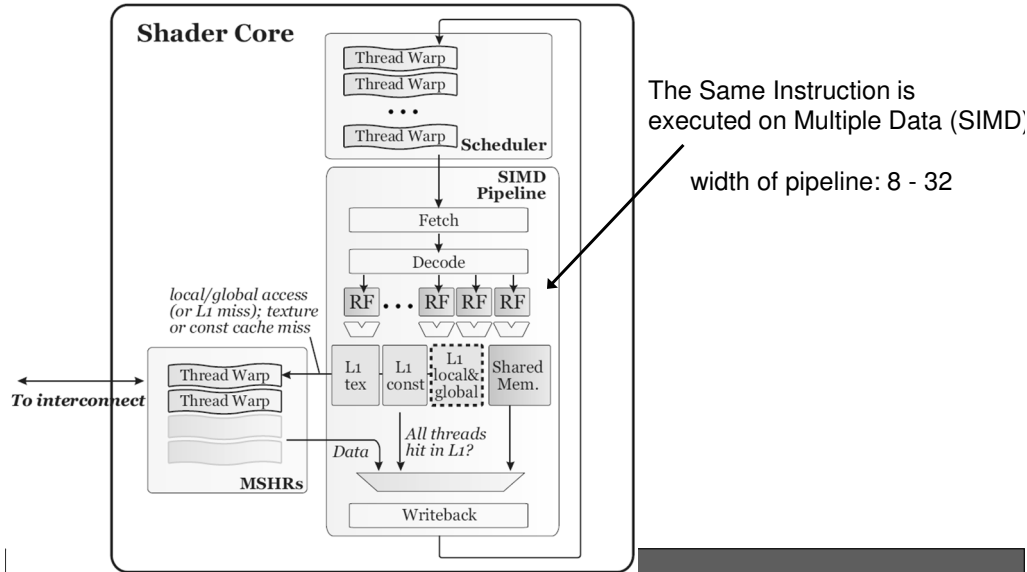 Shader Core
Thread Warp
Thread Warp
•••
Thread Warp
Scheduler
The Same Instruction is
executed on Multiple Data (SIMD)
width of pipeline: 8 - 32
SIMD
Pipeline
Fetch
Decode
RF ••• RF RF RF
local/global access
(or L1 miss); texture
or const cache miss
L1
tex
L1
const
L1
local&
global
Shared
Mem.
Thread Warp
Thread Warp
To interconnect
MSHRs
Data
All threads
hit in L1?
Writeback